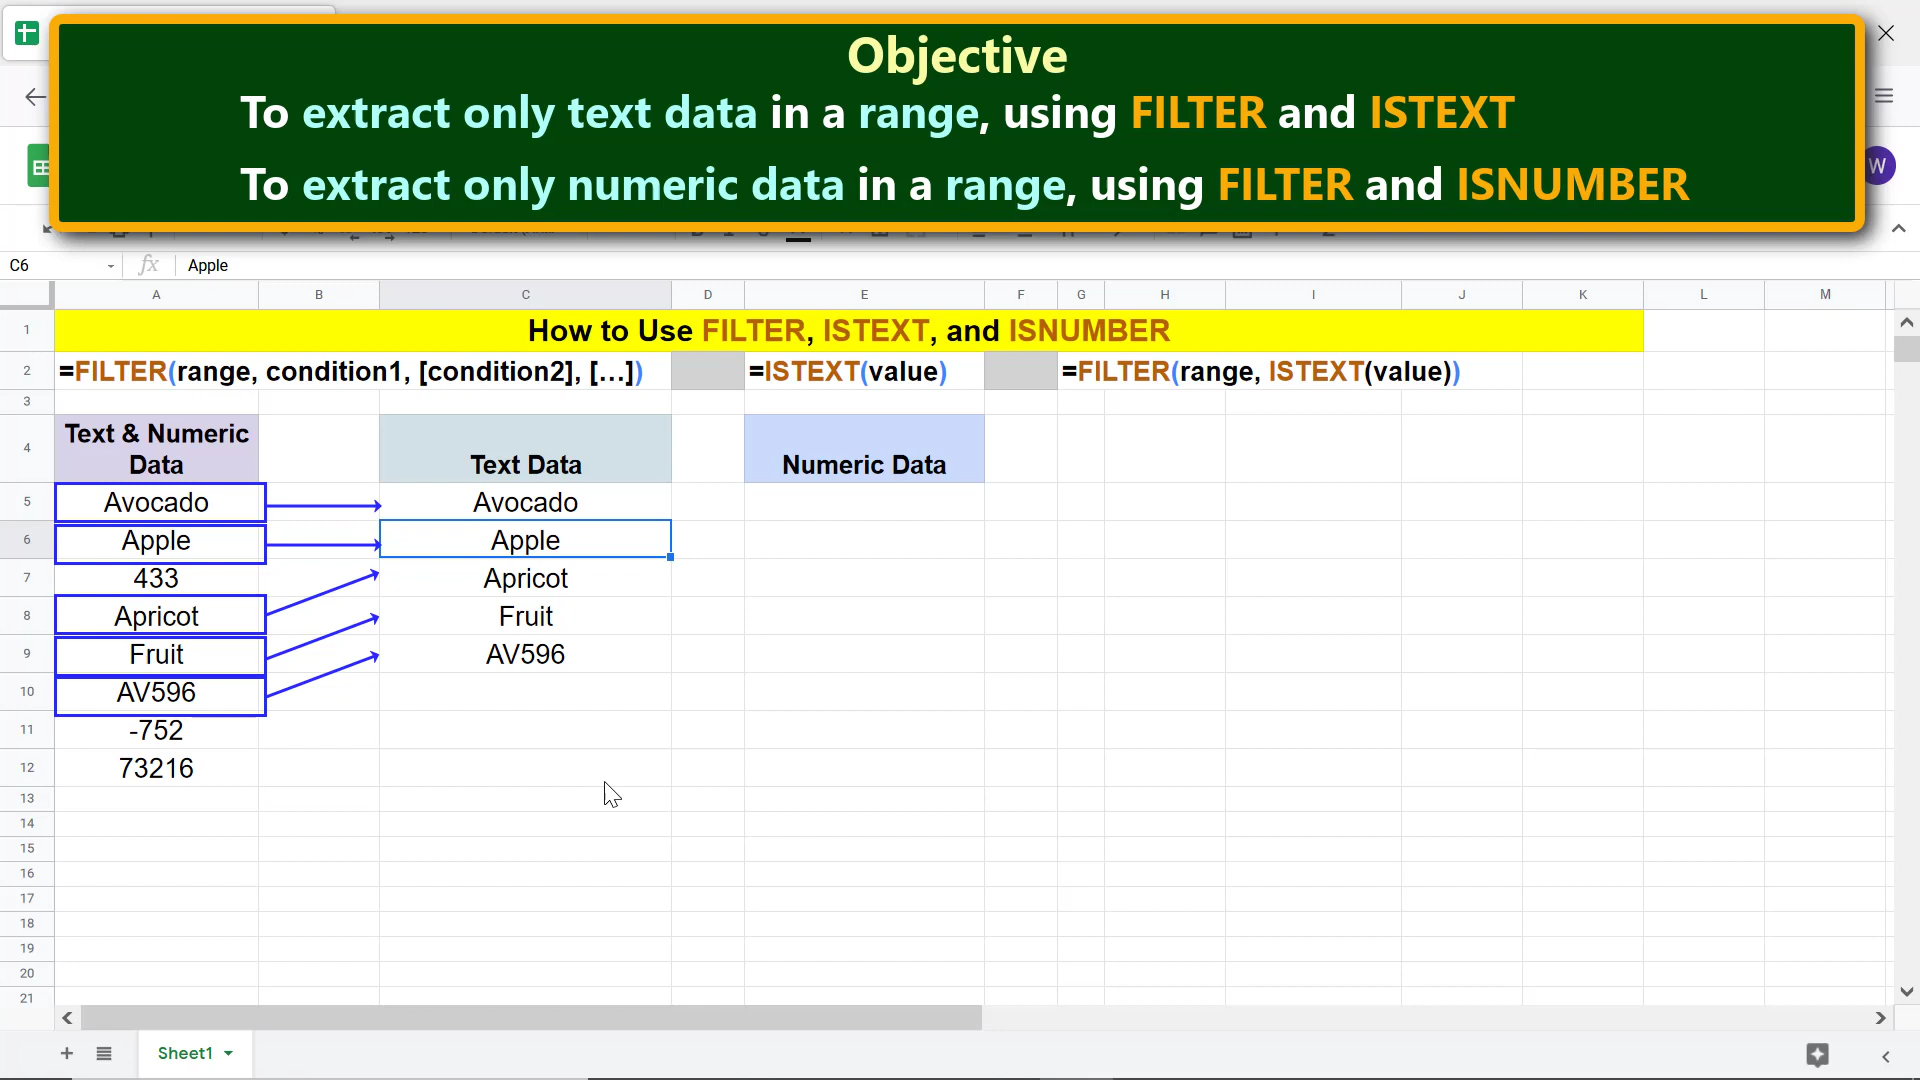 Objective
To extract only text data in a range, using FILTER and ISTEXT
To extract only numeric data in a range, using FILTER and ISNUMBER
W
C6
fx
Apple
A B C D E F G H I J K L M
1 How to Use FILTER, ISTEXT, and ISNUMBER
2 =FILTER(range, condition1, [condition2], [...]) =ISTEXT(value) =FILTER(range, ISTEXT(value))
3
4 Text & Numeric Data Text Data Numeric Data
5 Avocado Avocado
6 Apple Apple
7 433 Apricot
8 Apricot Fruit
9 Fruit AV596
10 AV596
11 -752
12 73216
13
14
15
16
17
18
19
20
21
Sheet1